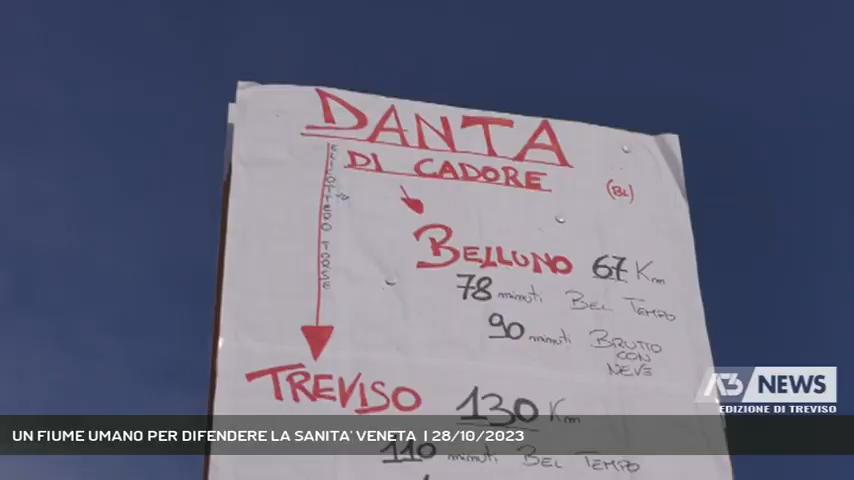 DANTA
DI CADORE
(BL)
ELICOTTERO FORSE
BELLUNO 67 Km
78 minuti BEL TEMPO
90 minuti BRUTTO
CON
NEVE
TREVISO 130 Km
110 minuti BEL TEMPO
A3 NEWS
EDIZIONE DI TREVISO
UN FIUME UMANO PER DIFENDERE LA SANITA' VENETA | 28/10/2023